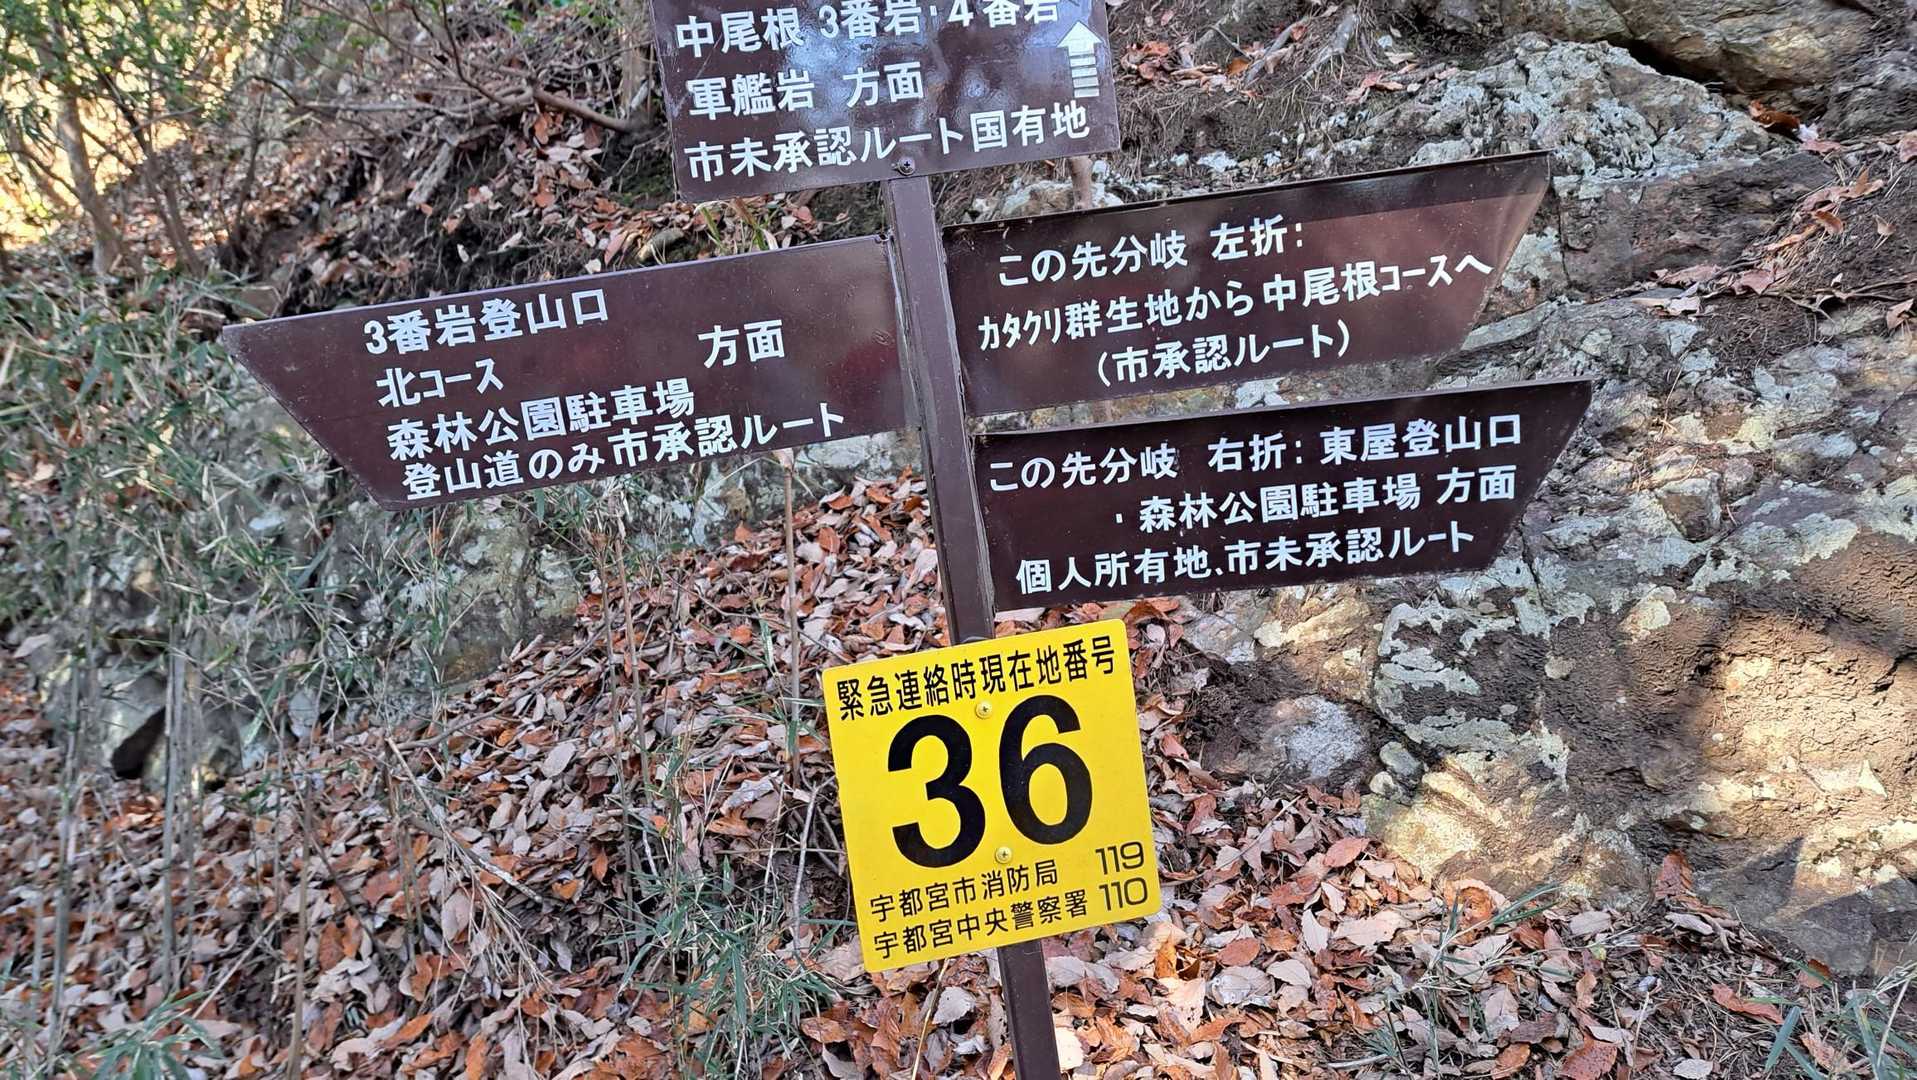 中尾根 3番岩・4番岩
軍艦岩 方面
市未承認ルート国有地
3番岩登山口
北コース 方面
森林公園駐車場
登山道のみ市承認ルート
この先分岐 左折:
カタクリ群生地から中尾根コースへ
(市承認ルート)
この先分岐 右折:東屋登山口
・森林公園駐車場 方面
個人所有地、市未承認ルート
緊急連絡時現在地番号
36
宇都宮市消防局 119
宇都宮中央警察署 110